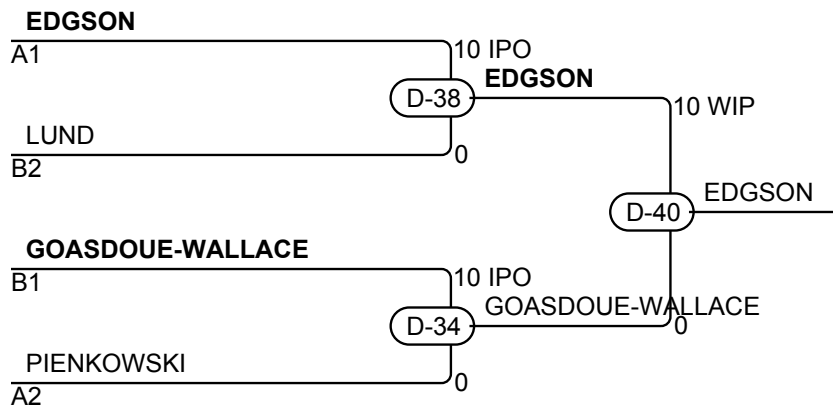 EDGSON
A1
10 IPO
EDGSON
D-38
10 WIP
LUND
B2
0
EDGSON
D-40
GOASDOUE-WALLACE
B1
10 IPO
GOASDOUE-WALLACE
D-34
0
PIENKOWSKI
A2
0